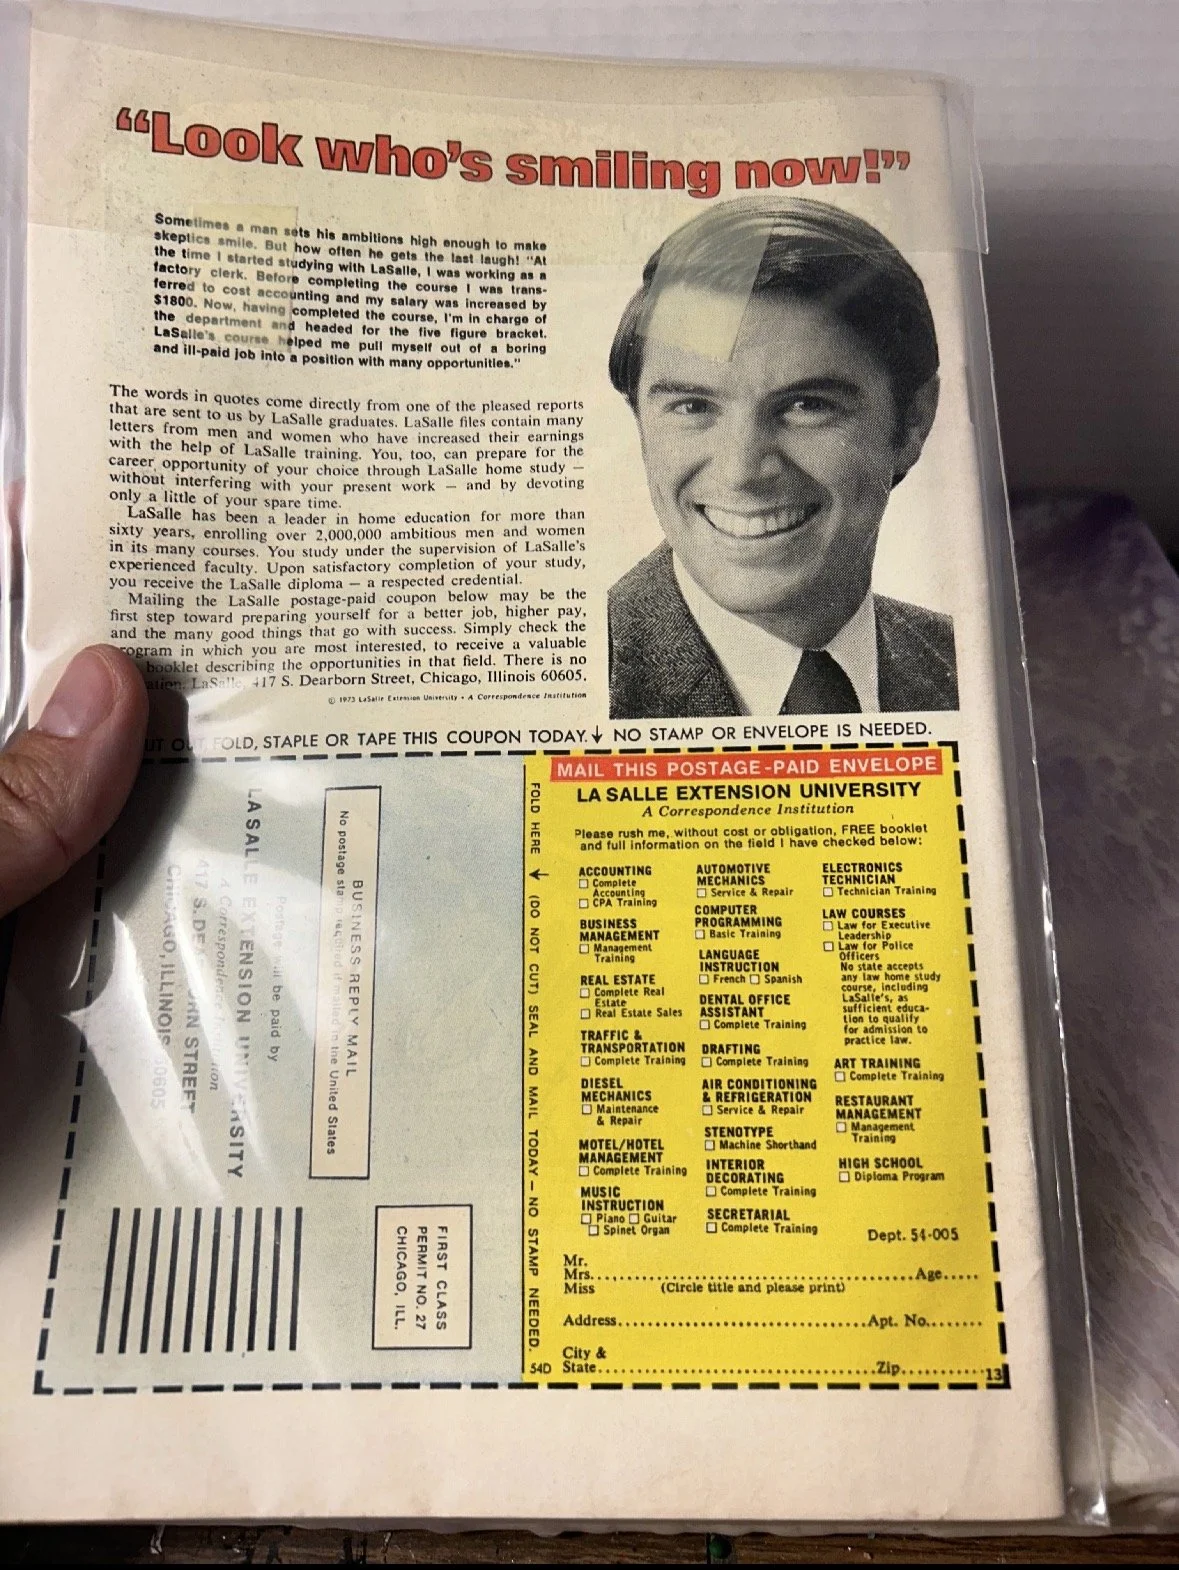 “Look who’s smiling now!”
Sometimes a man sets his ambitions high enough to make
skeptics smile. But how often he gets the last laugh! "At
the time I started studying with LaSalle, I was working as a
factory clerk. Before completing the course I was trans-
ferred to cost accounting and my salary was increased by
$1800. Now, having completed the course, I'm in charge of
the department and headed for the five figure bracket.
LaSalle's course helped me pull myself out of a boring
and ill-paid job into a position with many opportunities."
The words in quotes come directly from one of the pleased reports
that are sent to us by LaSalle graduates. LaSalle files contain many
letters from men and women who have increased their earnings
with the help of LaSalle training. You, too, can prepare for the
career opportunity of your choice through LaSalle home study —
without interfering with your present work — and by devoting
only a little of your spare time.
LaSalle has been a leader in home education for more than
sixty years, enrolling over 2,000,000 ambitious men and women
in its many courses. You study under the supervision of LaSalle's
experienced faculty. Upon satisfactory completion of your study,
you receive the LaSalle diploma — a respected credential.
Mailing the LaSalle postage-paid coupon below may be the
first step toward preparing yourself for a better job, higher pay,
and the many good things that go with success. Simply check the
in which you are most interested, to receive a valuable
booklet describing the opportunities in that field. There is no
LaSalle, 417 S. Dearborn Street, Chicago, Illinois 60605.
© 1973 LaSalle Extension University • A Correspondence Institution
FOLD, STAPLE OR TAPE THIS COUPON TODAY. ↓ NO STAMP OR ENVELOPE IS NEEDED.
BUSINESS REPLY MAIL
No postage stamp required if mailed in the United States
Postage will be paid by
LASALLE EXTENSION UNIVERSITY
A Correspondence Institution
417 S. DEARBORN STREET
CHICAGO, ILLINOIS 60605
FIRST CLASS
PERMIT NO. 27
CHICAGO, ILL.
FOLD HERE ↓ (DO NOT CUT) SEAL AND MAIL TODAY — NO STAMP NEEDED.
MAIL THIS POSTAGE-PAID ENVELOPE
LA SALLE EXTENSION UNIVERSITY
A Correspondence Institution
Please rush me, without cost or obligation, FREE booklet
and full information on the field I have checked below:
ACCOUNTING
☐ Complete
Accounting
☐ CPA Training
BUSINESS
MANAGEMENT
☐ Management
Training
REAL ESTATE
☐ Complete Real
Estate
☐ Real Estate Sales
TRAFFIC &
TRANSPORTATION
☐ Complete Training
DIESEL
MECHANICS
☐ Maintenance
& Repair
MOTEL/HOTEL
MANAGEMENT
☐ Complete Training
MUSIC
INSTRUCTION
☐ Piano ☐ Guitar
☐ Spinet Organ
AUTOMOTIVE
MECHANICS
☐ Service & Repair
COMPUTER
PROGRAMMING
☐ Basic Training
LANGUAGE
INSTRUCTION
☐ French ☐ Spanish
DENTAL OFFICE
ASSISTANT
☐ Complete Training
DRAFTING
☐ Complete Training
AIR CONDITIONING
& REFRIGERATION
☐ Service & Repair
STENOTYPE
☐ Machine Shorthand
INTERIOR
DECORATING
☐ Complete Training
SECRETARIAL
☐ Complete Training
ELECTRONICS
TECHNICIAN
☐ Technician Training
LAW COURSES
☐ Law for Executive
Leadership
☐ Law for Police
Officers
No state accepts
any law home study
course, including
LaSalle's, as
sufficient educa-
tion to qualify
for admission to
practice law.
ART TRAINING
☐ Complete Training
RESTAURANT
MANAGEMENT
☐ Management
Training
HIGH SCHOOL
☐ Diploma Program
Dept. 54-005
Mr.
Mrs. Age
Miss (Circle title and please print)
Address Apt. No.
City &
State Zip
54D
13